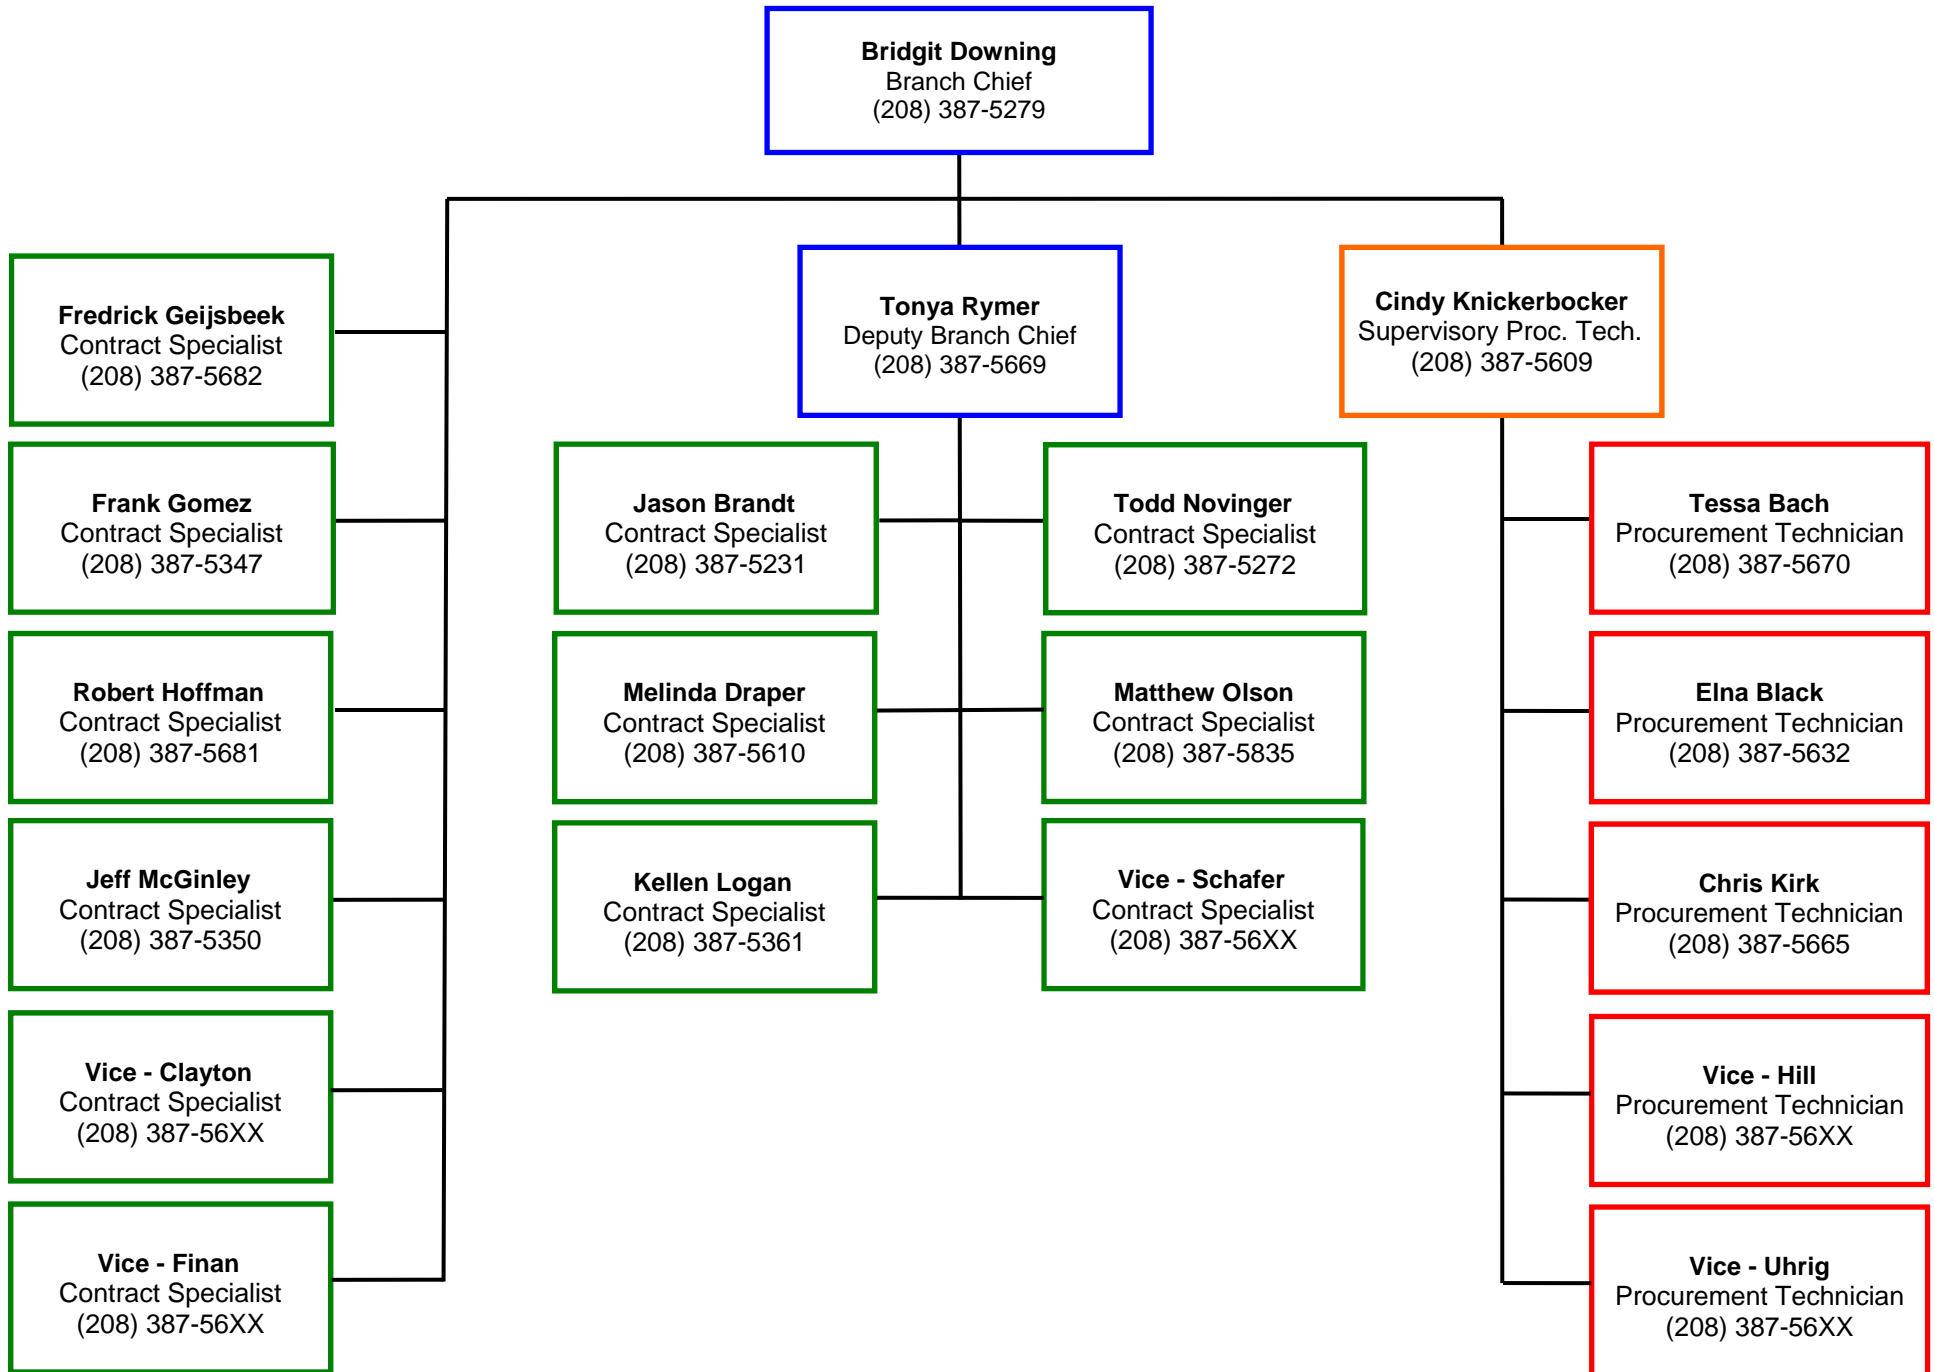 Bridgit Downing
Branch Chief
(208) 387-5279
Fredrick Geijsbeek
Contract Specialist
(208) 387-5682
Frank Gomez
Contract Specialist
(208) 387-5347
Robert Hoffman
Contract Specialist
(208) 387-5681
Jeff McGinley
Contract Specialist
(208) 387-5350
Vice - Clayton
Contract Specialist
(208) 387-56XX
Vice - Finan
Contract Specialist
(208) 387-56XX
Tonya Rymer
Deputy Branch Chief
(208) 387-5669
Jason Brandt
Contract Specialist
(208) 387-5231
Todd Novinger
Contract Specialist
(208) 387-5272
Melinda Draper
Contract Specialist
(208) 387-5610
Matthew Olson
Contract Specialist
(208) 387-5835
Kellen Logan
Contract Specialist
(208) 387-5361
Vice - Schafer
Contract Specialist
(208) 387-56XX
Cindy Knickerbocker
Supervisory Proc. Tech.
(208) 387-5609
Tessa Bach
Procurement Technician
(208) 387-5670
Elna Black
Procurement Technician
(208) 387-5632
Chris Kirk
Procurement Technician
(208) 387-5665
Vice - Hill
Procurement Technician
(208) 387-56XX
Vice - Uhrig
Procurement Technician
(208) 387-56XX